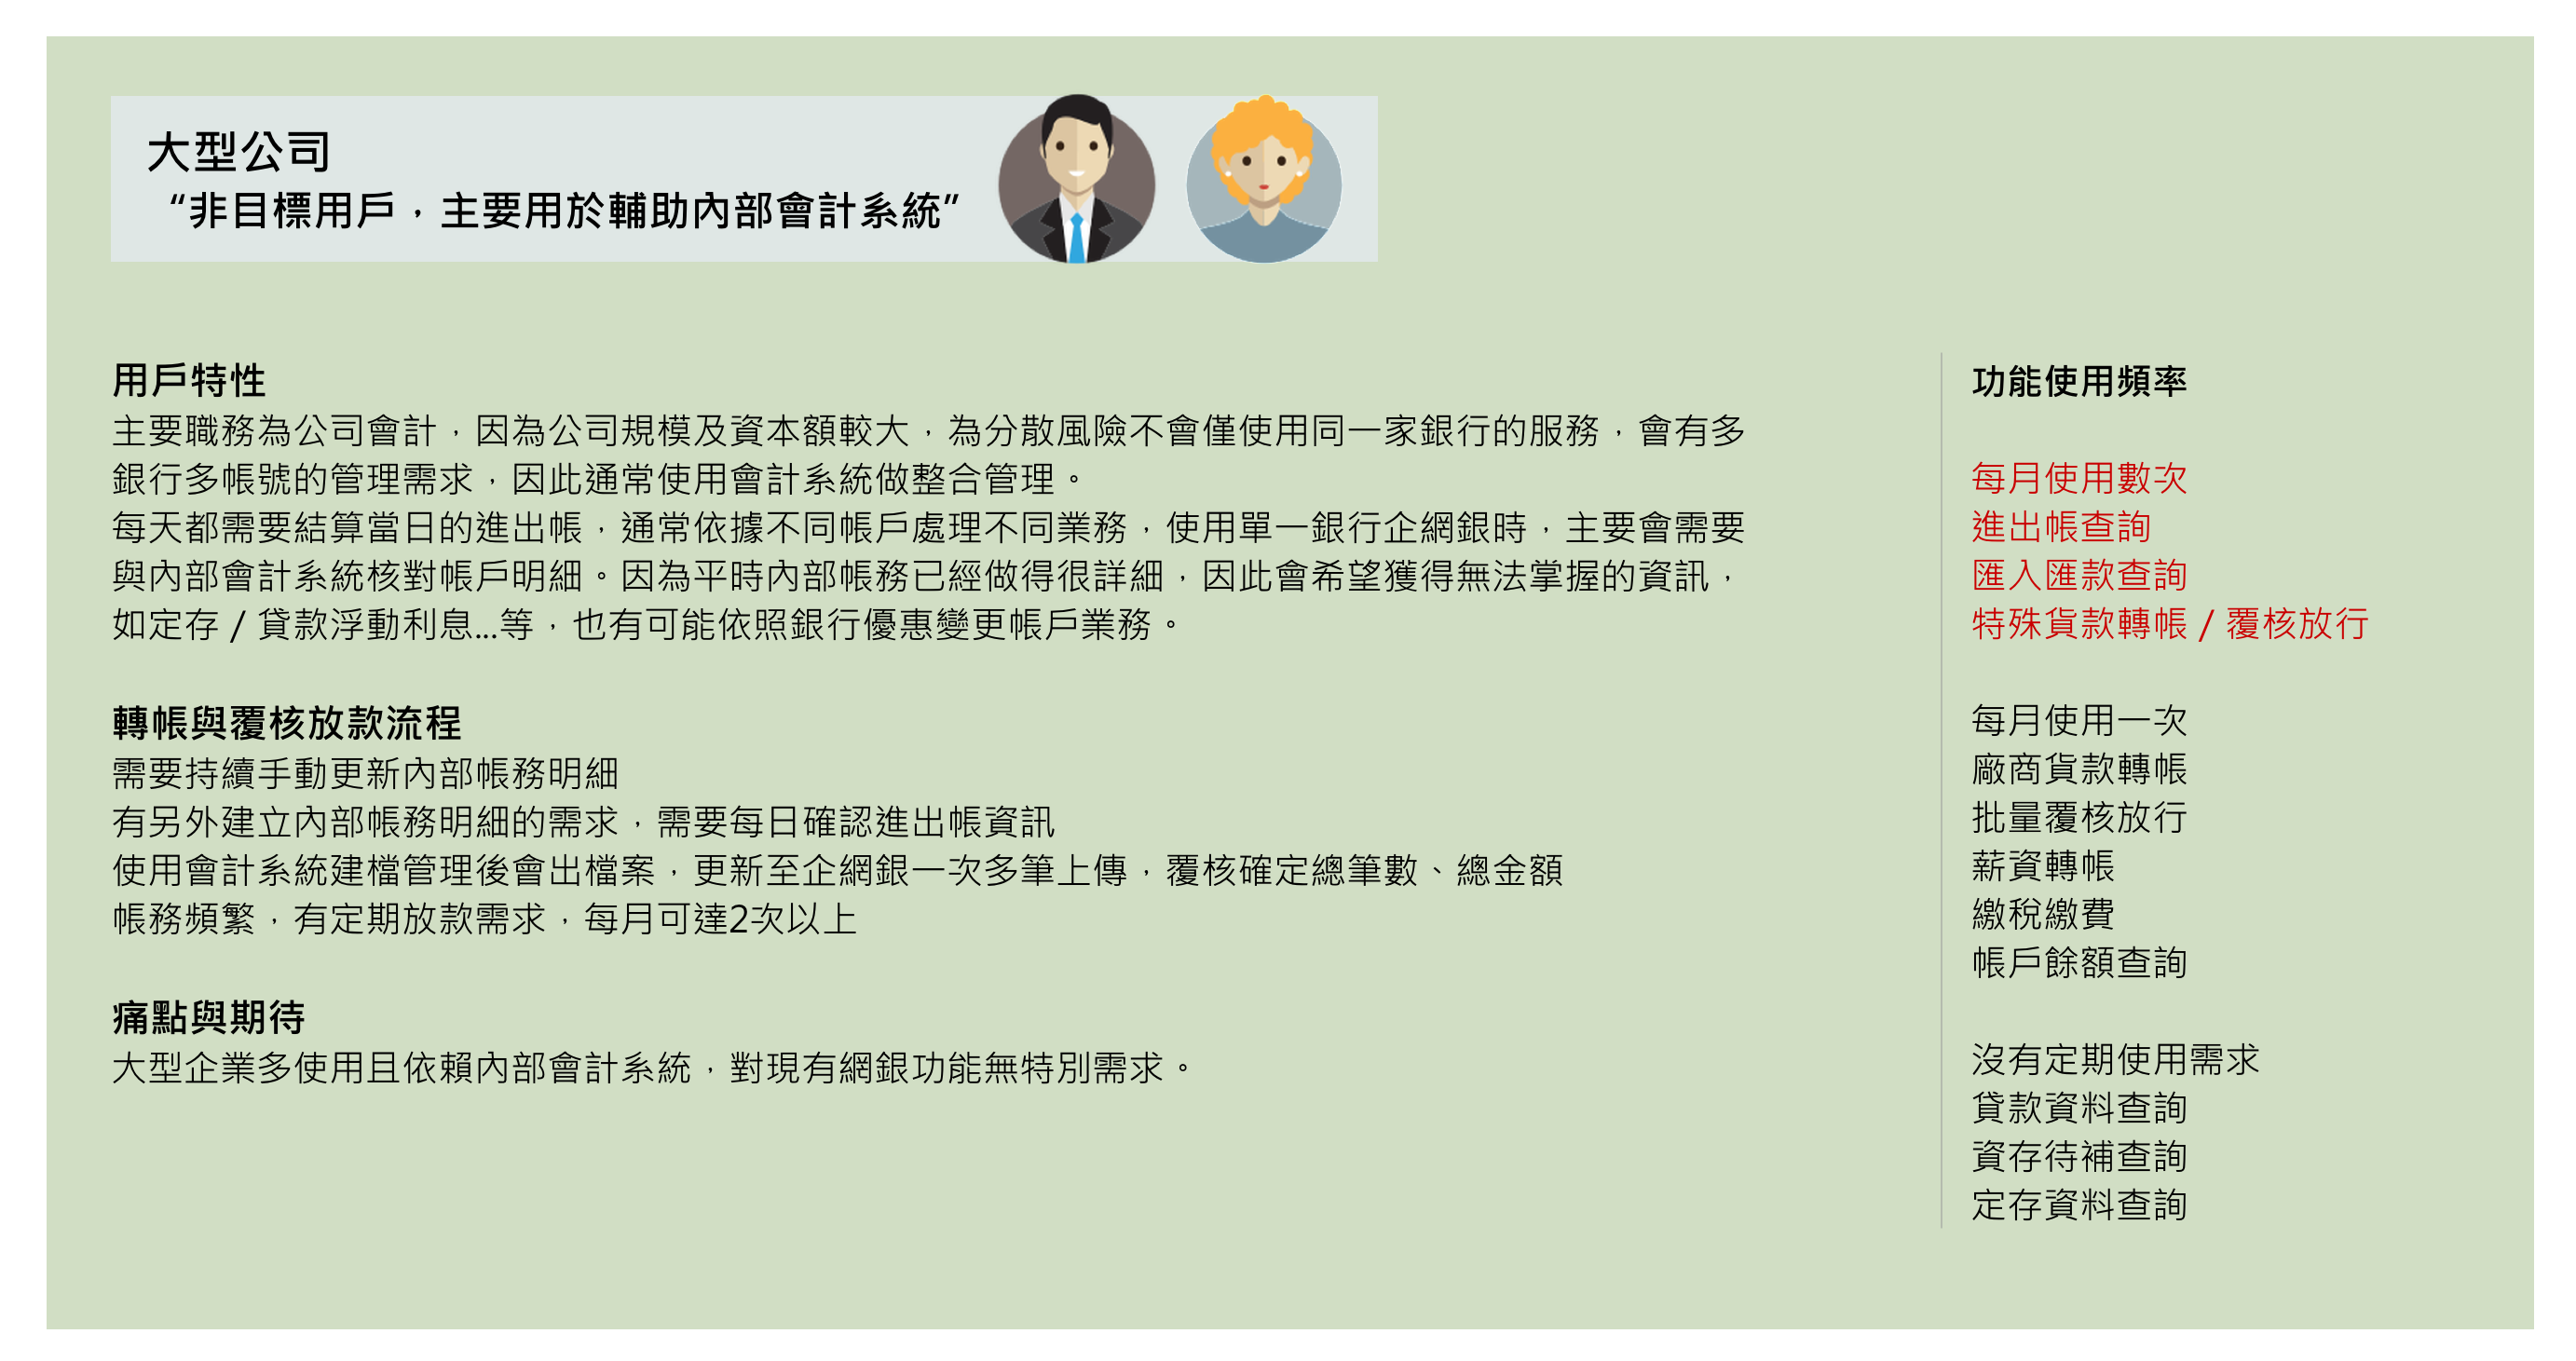 大型公司
“非目標用戶，主要用於輔助內部會計系統”
用戶特性
主要職務為公司會計，因為公司規模及資本額較大，為分散風險不會僅使用同一家銀行的服務，會有多
銀行多帳號的管理需求，因此通常使用會計系統做整合管理。
每天都需要結算當日的進出帳，通常依據不同帳戶處理不同業務，使用單一銀行企網銀時，主要會需要
與內部會計系統核對帳戶明細。因為平時內部帳務已經做得很詳細，因此會希望獲得無法掌握的資訊，
如定存 / 貸款浮動利息...等，也有可能依照銀行優惠變更帳戶業務。
轉帳與覆核放款流程
需要持續手動更新內部帳務明細
有另外建立內部帳務明細的需求，需要每日確認進出帳資訊
使用會計系統建檔管理後會出檔案，更新至企網銀一次多筆上傳，覆核確定總筆數、總金額
帳務頻繁，有定期放款需求，每月可達2次以上
痛點與期待
大型企業多使用且依賴內部會計系統，對現有網銀功能無特別需求。
功能使用頻率
每月使用數次
進出帳查詢
匯入匯款查詢
特殊貨款轉帳 / 覆核放行
每月使用一次
廠商貨款轉帳
批量覆核放行
薪資轉帳
繳稅繳費
帳戶餘額查詢
沒有定期使用需求
貸款資料查詢
資存待補查詢
定存資料查詢